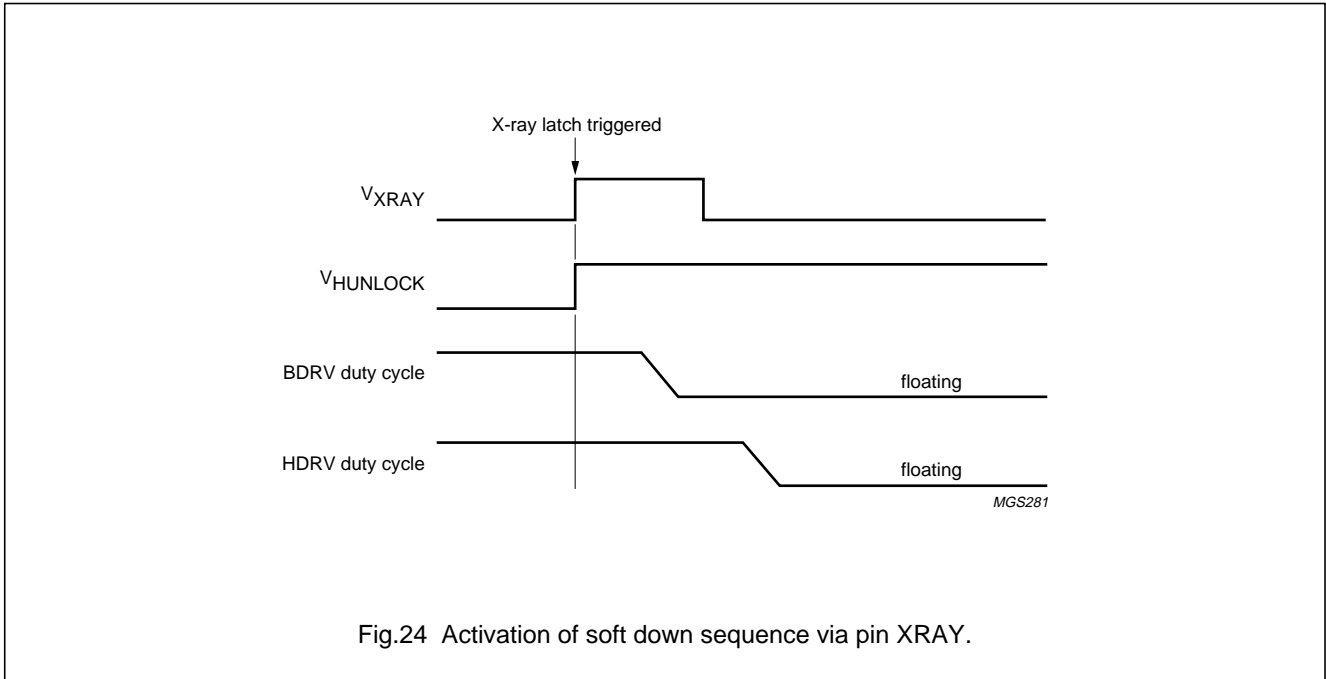 X-ray latch triggered
VXRAY
VHUNLOCK
BDRV duty cycle
floating
HDRV duty cycle
floating
MGS281
Fig.24 Activation of soft down sequence via pin XRAY.